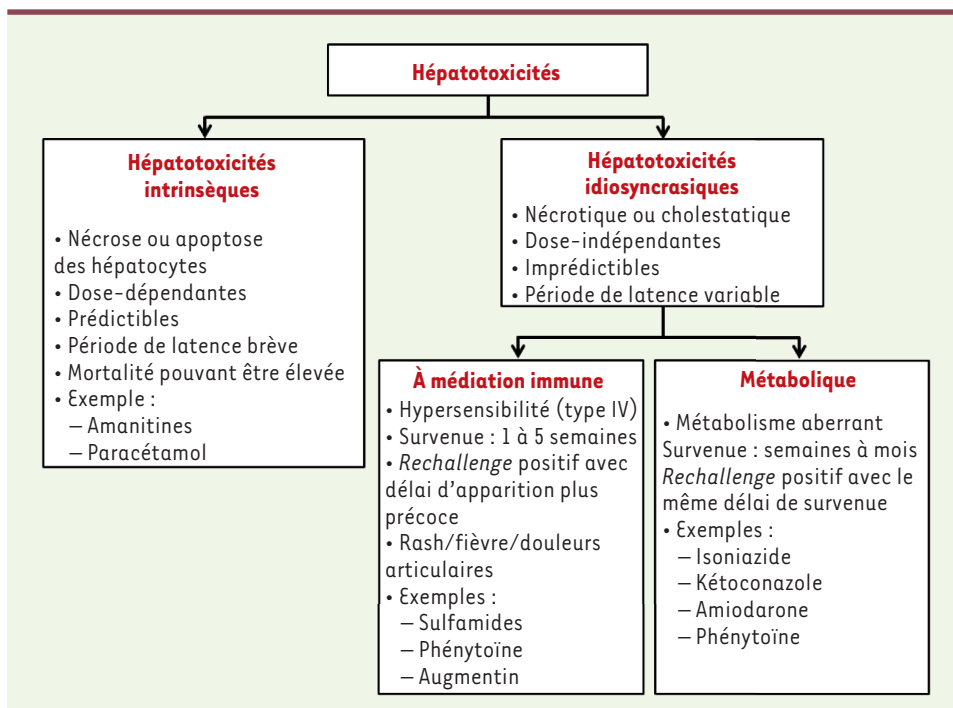 Hépatotoxicités
Hépatotoxicités
intrinsèques
• Nécrose ou apoptose
des hépatocytes
• Dose-dépendantes
• Prédictibles
• Période de latence brève
• Mortalité pouvant être élevée
• Exemple :
— Amanitines
— Paracétamol
Hépatotoxicités
idiosyncrasiques
• Nécrotique ou cholestatique
• Dose-indépendantes
• Imprédictibles
• Période de latence variable
À médiation immune
• Hypersensibilité (type IV)
• Survenue : 1 à 5 semaines
• Rechallenge positif avec
délai d’apparition plus
précoce
• Rash/fièvre/douleurs
articulaires
• Exemples :
— Sulfamides
— Phénytoïne
— Augmentin
Métabolique
• Métabolisme aberrant
Survenue : semaines à mois
Rechallenge positif avec le
même délai de survenue
• Exemples :
— Isoniazide
— Kétoconazole
— Amiodarone
— Phénytoïne